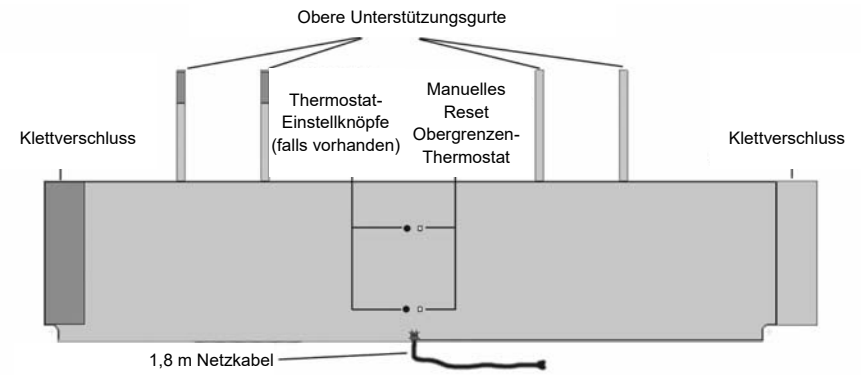 Obere Unterstützungsgurte
Thermostat-
Einstellknöpfe
(falls vorhanden)
Manuelles
Reset
Obergrenzen-
Thermostat
Klettverschluss
Klettverschluss
1,8 m Netzkabel